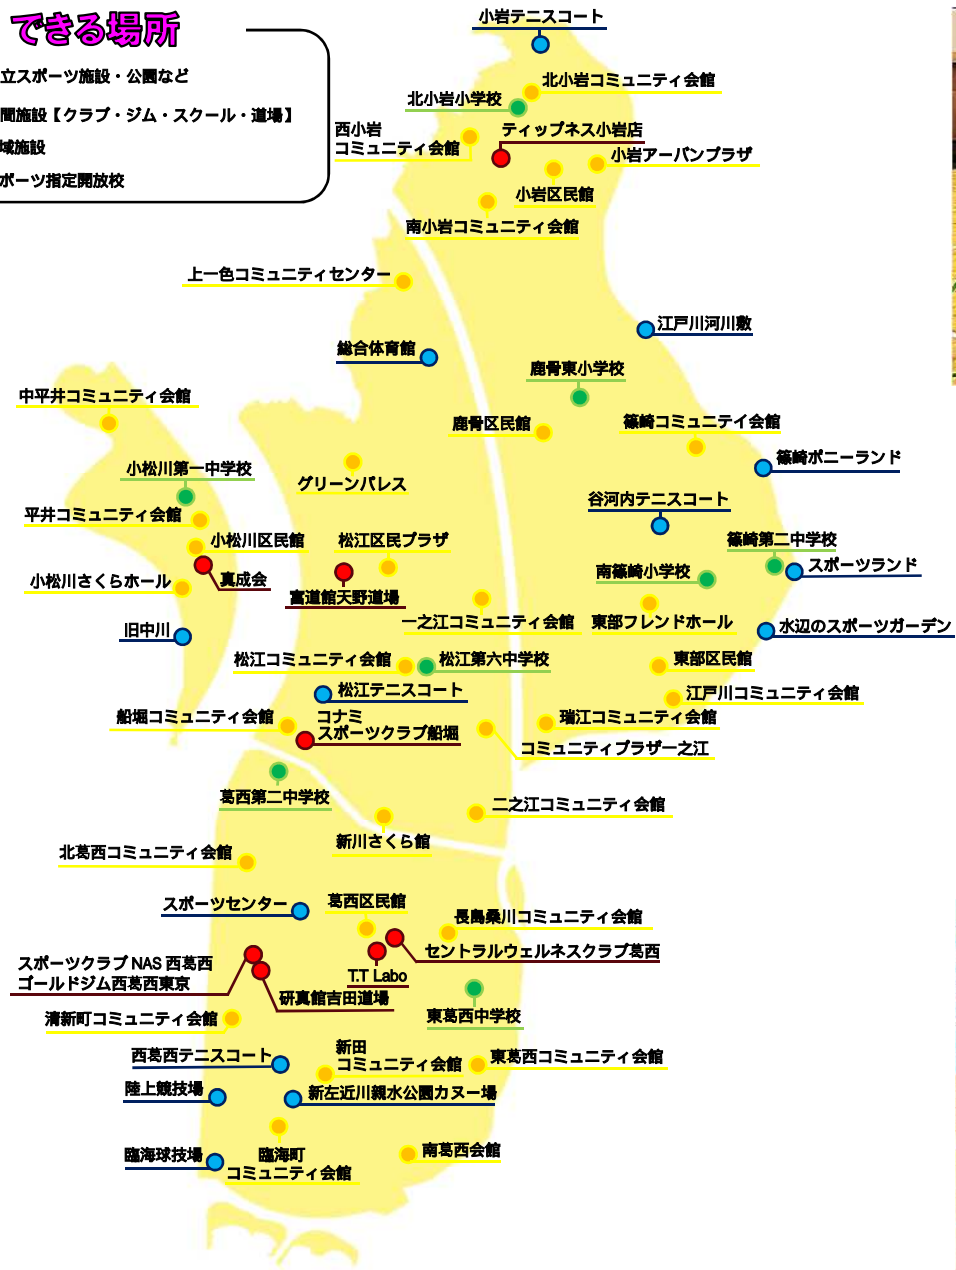 できる場所
立スポーツ施設・公園など
間施設【クラブ・ジム・スクール・道場】
域施設
ポーツ指定開放校
小岩テニスコート
北小岩コミュニティ会館
北小岩小学校
西小岩
コミュニティ会館
ティップネス小岩店
小岩アーバンプラザ
小岩区民館
南小岩コミュニティ会館
上一色コミュニティセンター
江戸川河川敷
総合体育館
鹿骨東小学校
中平井コミュニティ会館
鹿骨区民館
篠崎コミュニテイ会館
篠崎ポニーランド
小松川第一中学校
グリーンパレス
谷河内テニスコート
平井コミュニティ会館
小松川区民館
松江区民プラザ
篠崎第二中学校
スポーツランド
南篠崎小学校
小松川さくらホール
真成会
富道館天野道場
一之江コミュニティ会館
東部フレンドホール
水辺のスポーツガーデン
旧中川
松江コミュニティ会館
松江第六中学校
東部区民館
松江テニスコート
江戸川コミュニティ会館
船堀コミュニティ会館
コナミ
スポーツクラブ船堀
瑞江コミュニティ会館
コミュニティプラザ一之江
葛西第二中学校
二之江コミュニティ会館
新川さくら館
北葛西コミュニティ会館
スポーツセンター
葛西区民館
長島桑川コミュニティ会館
セントラルウェルネスクラブ葛西
スポーツクラブ NAS 西葛西
ゴールドジム西葛西東京
T.T Labo
研真館吉田道場
清新町コミュニティ会館
東葛西中学校
西葛西テニスコート
新田
コミュニティ会館
東葛西コミュニティ会館
陸上競技場
新左近川親水公園カヌー場
臨海球技場
臨海町
コミュニティ会館
南葛西会館